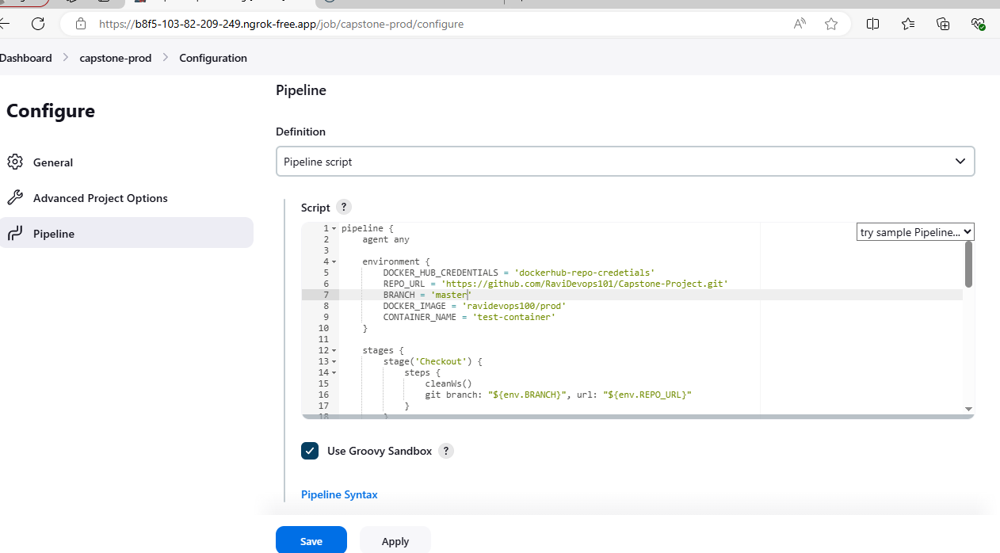 https://b8f5-103-82-209-249.ngrok-free.app/job/capstone-prod/configure
Dashboard > capstone-prod > Configuration
Configure
General
Advanced Project Options
Pipeline
Pipeline
Definition
Pipeline script
Script ?
try sample Pipeline...
1 pipeline {
2 agent any
3
4 environment {
5 DOCKER_HUB_CREDENTIALS = 'dockerhub-repo-credetials'
6 REPO_URL = 'https://github.com/RaviDevops101/Capstone-Project.git'
7 BRANCH = 'master'
8 DOCKER_IMAGE = 'ravidevops100/prod'
9 CONTAINER_NAME = 'test-container'
10 }
11
12 stages {
13 stage('Checkout') {
14 steps {
15 cleanWs()
16 git branch: "${env.BRANCH}", url: "${env.REPO_URL}"
17 }
18 }
Use Groovy Sandbox ?
Pipeline Syntax
Save
Apply